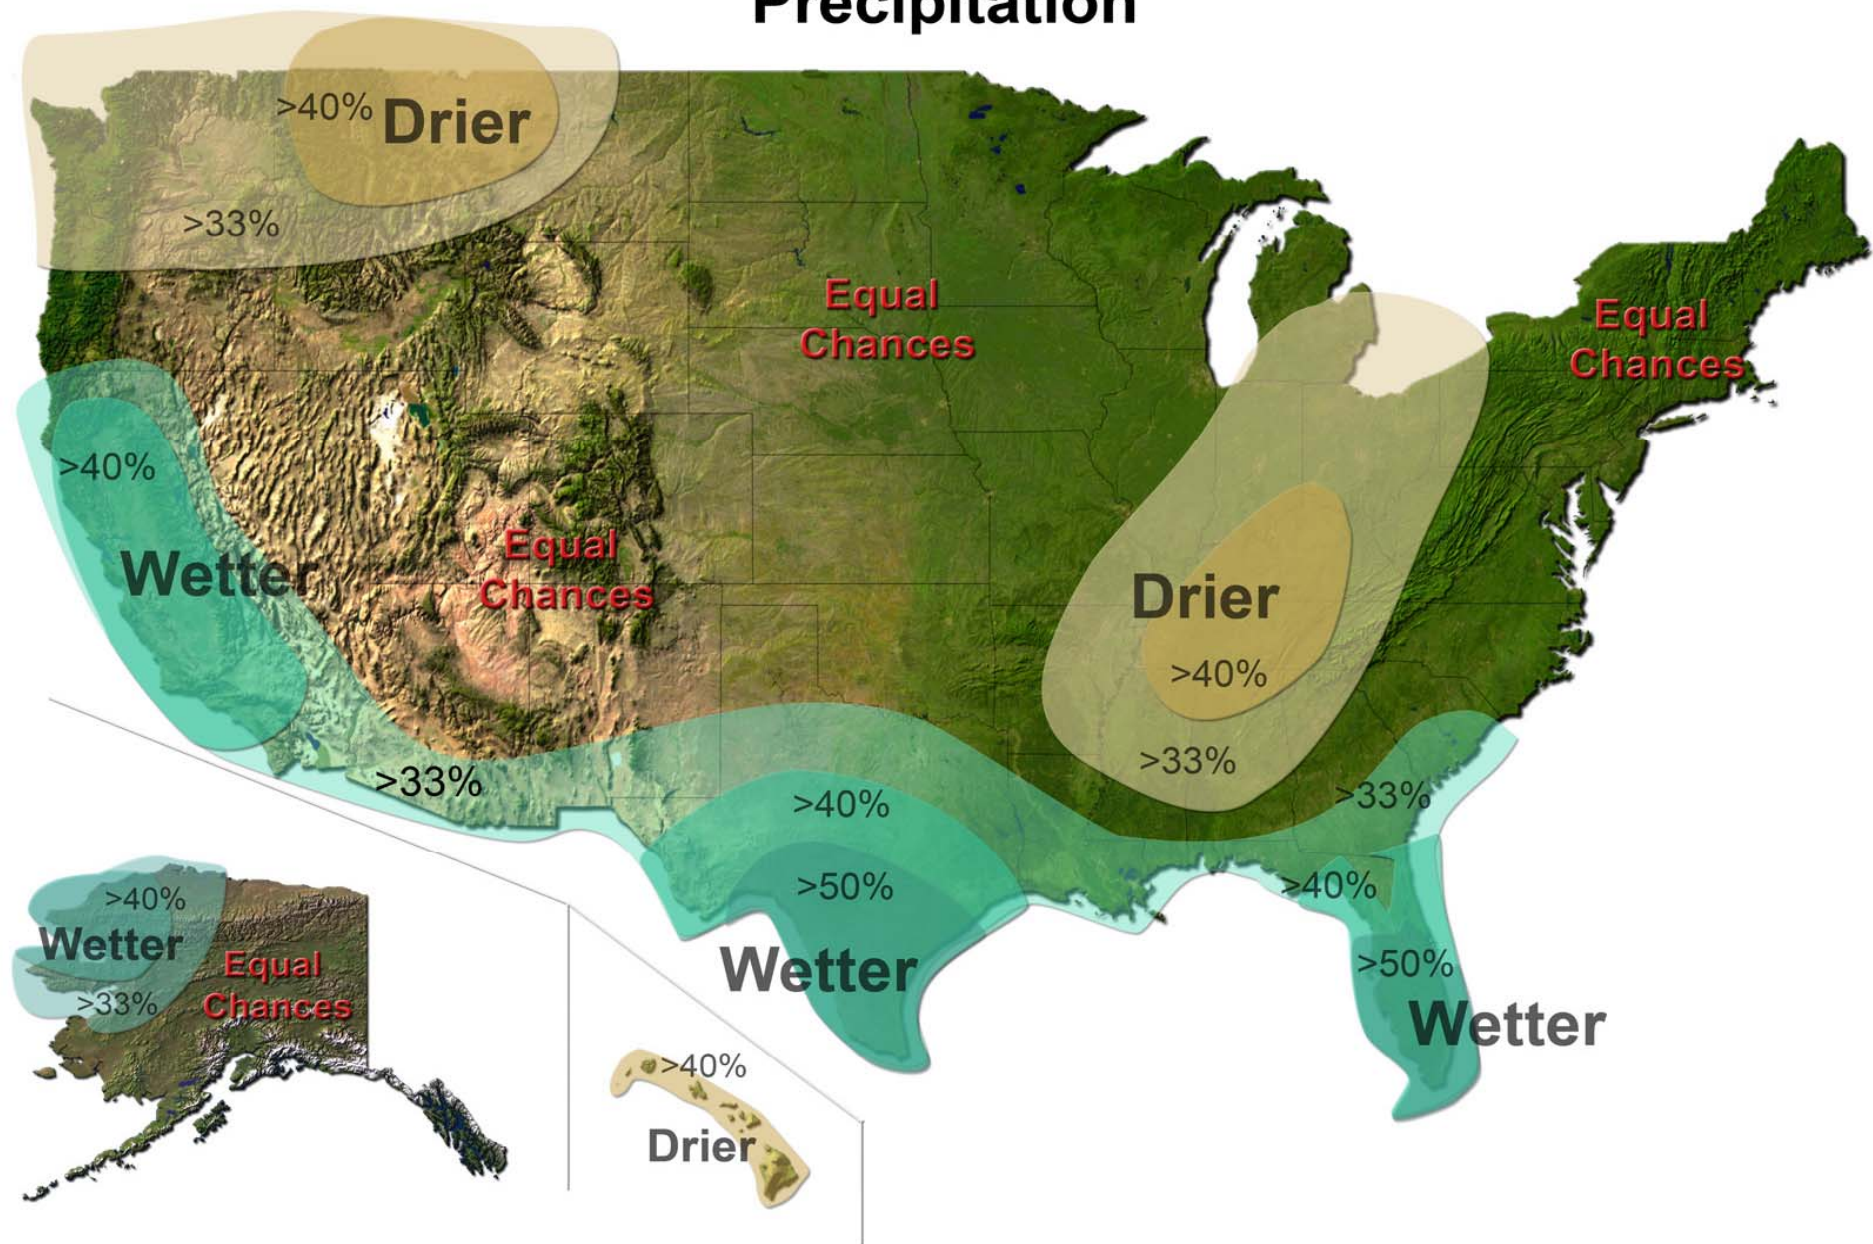 Precipitation
>40% Drier
>33%
Equal
Chances
Equal
Chances
>40%
Wetter
Equal
Chances
Drier
>40%
>33%
>33%
>33%
>40%
>50%
Wetter
>40%
>50%
Wetter
>40%
Wetter
>33%
Equal
Chances
>40%
Drier